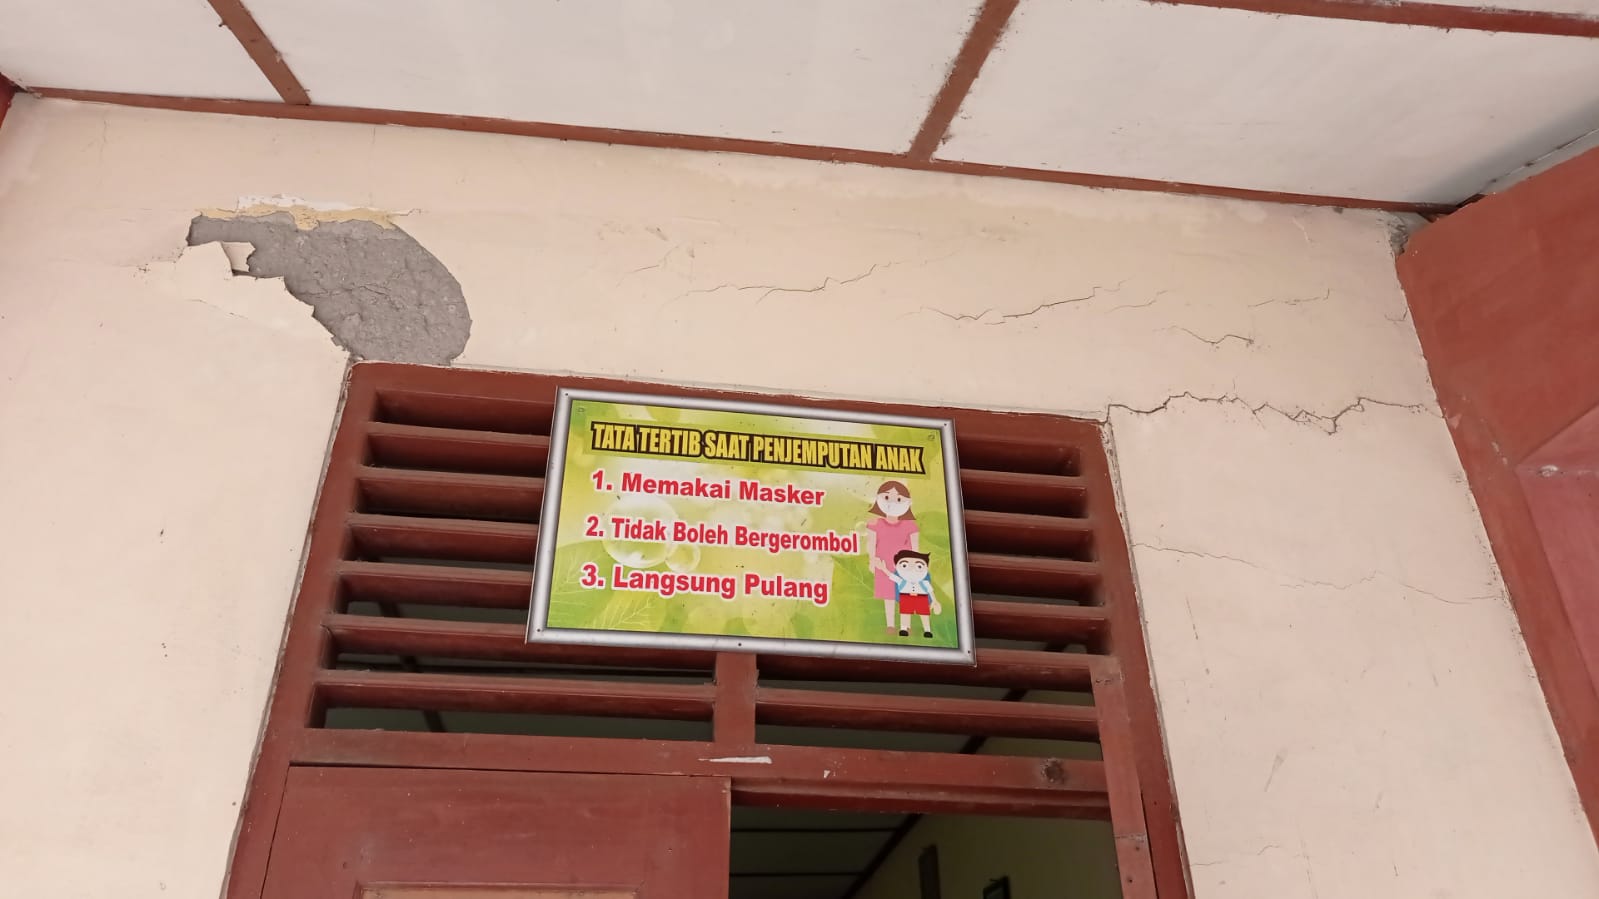 TATA TERTIB SAAT PENJEMPUTAN ANAK
1. Memakai Masker
2. Tidak Boleh Bergerombol
3. Langsung Pulang